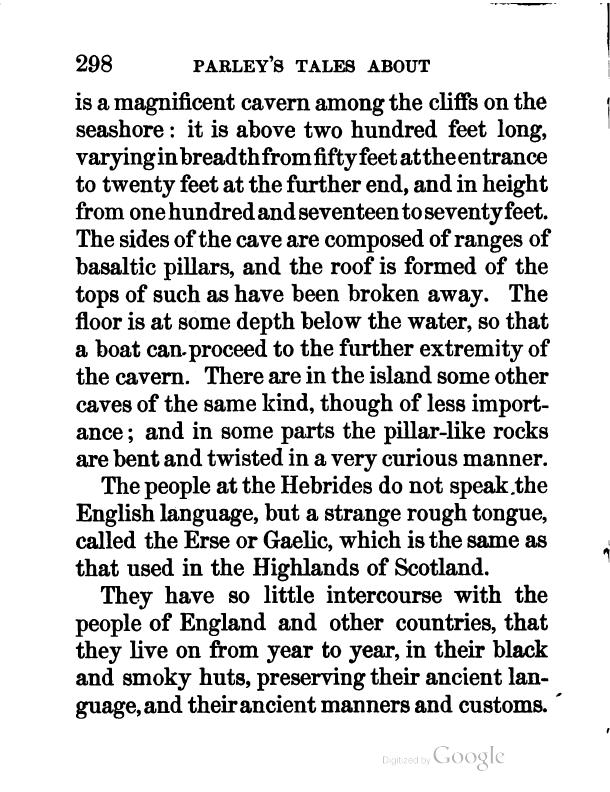 298 PARLEY'S TALES ABOUT
is a magnificent cavern among the cliffs on the
seashore: it is above two hundred feet long,
varying in breadth from fifty feet at the entrance
to twenty feet at the further end, and in height
from one hundred and seventeen to seventy feet.
The sides of the cave are composed of ranges of
basaltic pillars, and the roof is formed of the
tops of such as have been broken away. The
floor is at some depth below the water, so that
a boat can proceed to the further extremity of
the cavern. There are in the island some other
caves of the same kind, though of less import-
ance; and in some parts the pillar-like rocks
are bent and twisted in a very curious manner.
The people at the Hebrides do not speak the
English language, but a strange rough tongue,
called the Erse or Gaelic, which is the same as
that used in the Highlands of Scotland.
They have so little intercourse with the
people of England and other countries, that
they live on from year to year, in their black
and smoky huts, preserving their ancient lan-
guage, and their ancient manners and customs.
Digitized by Google